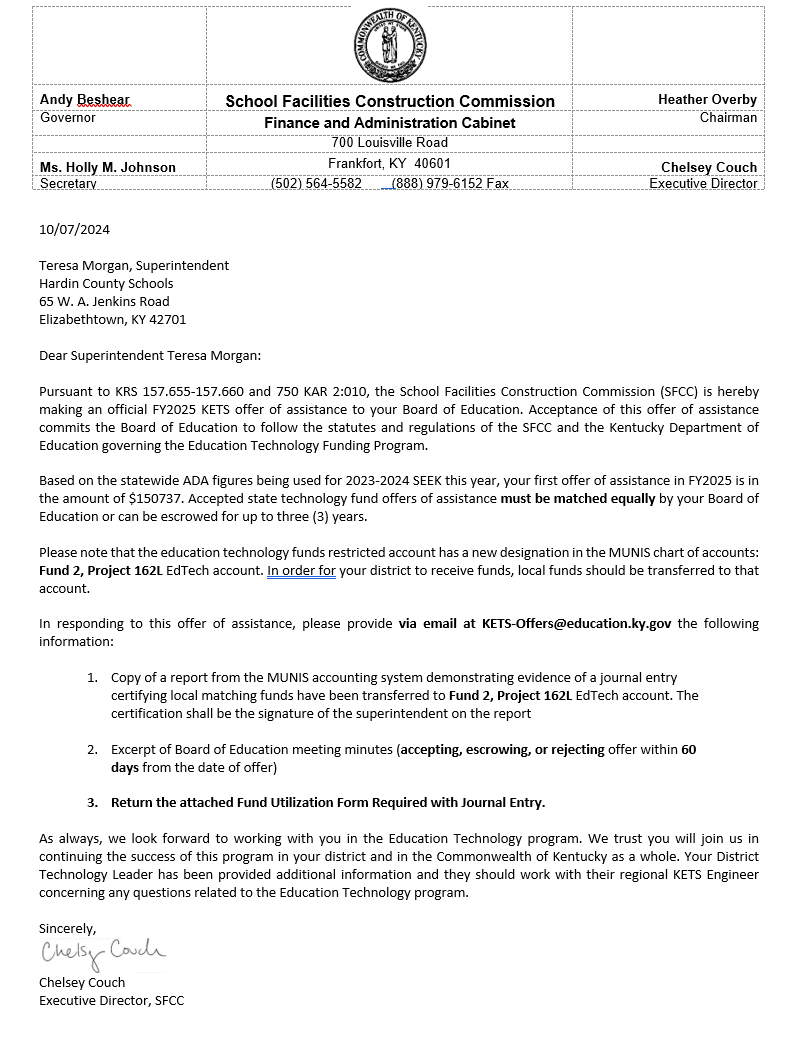 COMMONWEALTH OF KENTUCKY
Andy Beshear
Governor
Ms. Holly M. Johnson
Secretary
School Facilities Construction Commission
Finance and Administration Cabinet
700 Louisville Road
Frankfort, KY 40601
(502) 564-5582 (888) 979-6152 Fax
Heather Overby
Chairman
Chelsey Couch
Executive Director
10/07/2024
Teresa Morgan, Superintendent
Hardin County Schools
65 W. A. Jenkins Road
Elizabethtown, KY 42701
Dear Superintendent Teresa Morgan:
Pursuant to KRS 157.655-157.660 and 750 KAR 2:010, the School Facilities Construction Commission (SFCC) is hereby
making an official FY2025 KETS offer of assistance to your Board of Education. Acceptance of this offer of assistance
commits the Board of Education to follow the statutes and regulations of the SFCC and the Kentucky Department of
Education governing the Education Technology Funding Program.
Based on the statewide ADA figures being used for 2023-2024 SEEK this year, your first offer of assistance in FY2025 is in
the amount of $150737. Accepted state technology fund offers of assistance must be matched equally by your Board of
Education or can be escrowed for up to three (3) years.
Please note that the education technology funds restricted account has a new designation in the MUNIS chart of accounts:
Fund 2, Project 162L EdTech account. In order for your district to receive funds, local funds should be transferred to that
account.
In responding to this offer of assistance, please provide via email at KETS-Offers@education.ky.gov the following
information:
1. Copy of a report from the MUNIS accounting system demonstrating evidence of a journal entry
certifying local matching funds have been transferred to Fund 2, Project 162L EdTech account. The
certification shall be the signature of the superintendent on the report
2. Excerpt of Board of Education meeting minutes (accepting, escrowing, or rejecting offer within 60
days from the date of offer)
3. Return the attached Fund Utilization Form Required with Journal Entry.
As always, we look forward to working with you in the Education Technology program. We trust you will join us in
continuing the success of this program in your district and in the Commonwealth of Kentucky as a whole. Your District
Technology Leader has been provided additional information and they should work with their regional KETS Engineer
concerning any questions related to the Education Technology program.
Sincerely,
Chelsy Couch
Chelsey Couch
Executive Director, SFCC